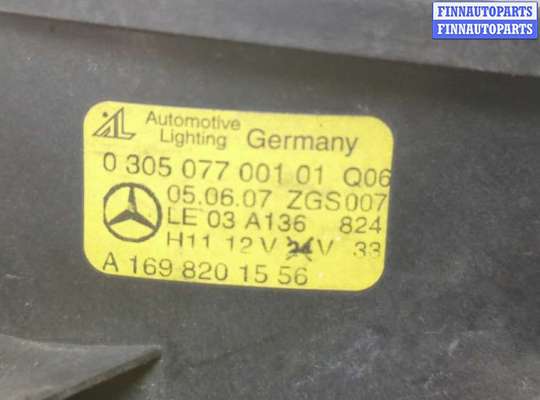 FINNAUTOPARTS
FINNAUTOPARTS
AL Automotive
Lighting Germany
0 305 077 001 01 Q06
05.06.07 ZGS007
LE 03 A136 824
H11 12 V 24 V 33
A 169 820 15 56